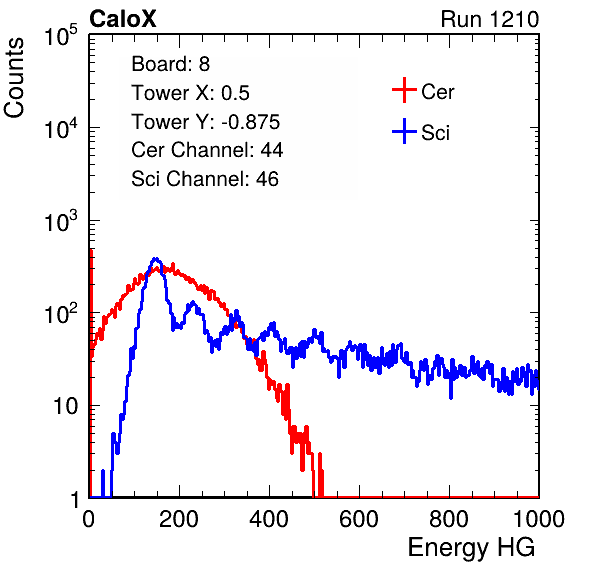 CaloX Run 1210
Counts
Board: 8
Tower X: 0.5
Tower Y: -0.875
Cer Channel: 44
Sci Channel: 46
Cer
Sci
10^5
10^4
10^3
10^2
10
1
0 200 400 600 800 1000
Energy HG